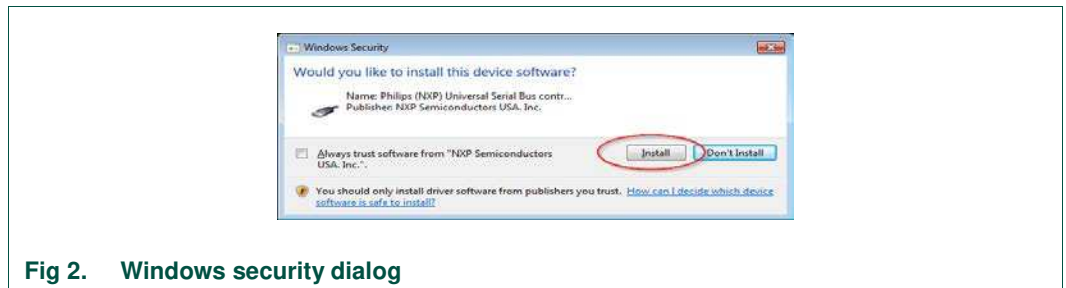 Windows Security
Would you like to install this device software?
Name: Philips (NXP) Universal Serial Bus contr...
Publisher: NXP Semiconductors USA. Inc.
Always trust software from "NXP Semiconductors
USA. Inc.".
Install
Don't Install
You should only install driver software from publishers you trust. How can I decide which device
software is safe to install?
Fig 2. Windows security dialog